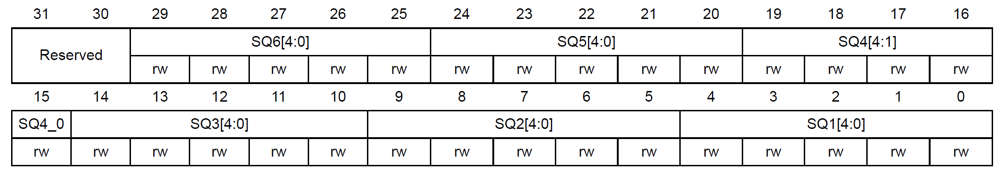 31 30 29 28 27 26 25 24 23 22 21 20 19 18 17 16
Reserved SQ6[4:0] SQ5[4:0] SQ4[4:1]
rw rw rw rw rw rw rw rw rw rw rw rw rw rw
15 14 13 12 11 10 9 8 7 6 5 4 3 2 1 0
SQ4_0 SQ3[4:0] SQ2[4:0] SQ1[4:0]
rw rw rw rw rw rw rw rw rw rw rw rw rw rw rw rw